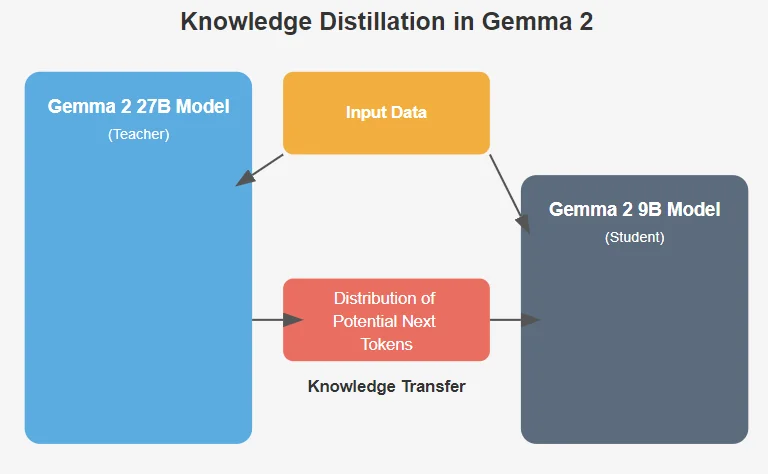 Knowledge Distillation in Gemma 2
Gemma 2 27B Model
(Teacher)
Input Data
Gemma 2 9B Model
(Student)
Distribution of
Potential Next
Tokens
Knowledge Transfer